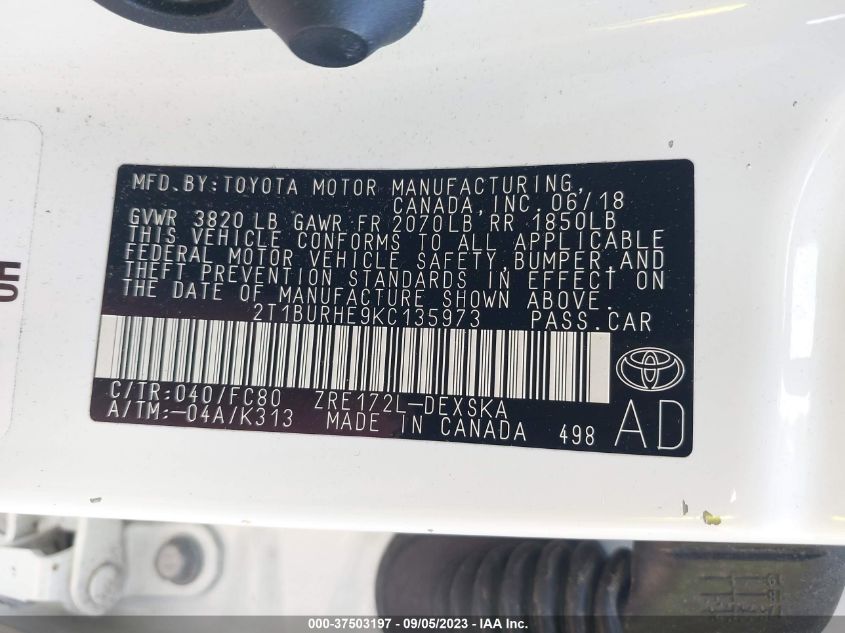 MFD.BY:TOYOTA MOTOR MANUFACTURING,
CANADA, INC. 06/18
GVWR 3820 LB GAWR FR 2070LB RR 1850LB
THIS VEHICLE CONFORMS TO ALL APPLICABLE
FEDERAL MOTOR VEHICLE SAFETY, BUMPER, AND
THEFT PREVENTION STANDARDS IN EFFECT ON
THE DATE OF MANUFACTURE SHOWN ABOVE.
2T1BURHE9KC135973 PASS.CAR
C/TR:040/FC80 ZRE172L-DEXSKA
A/TM:-04A/K313 MADE IN CANADA 498
AD
000-37503197 - 09/05/2023 - IAA Inc.